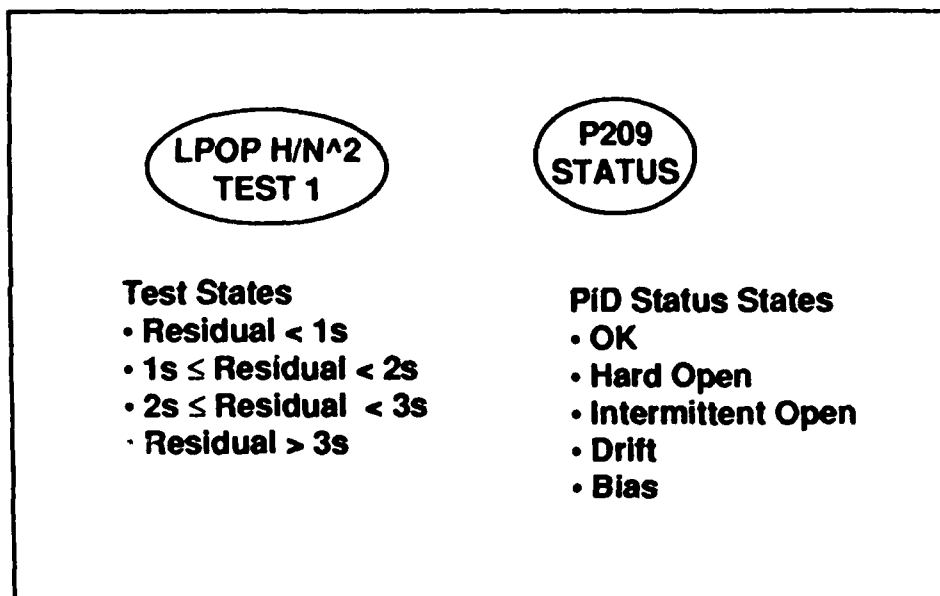 LPOP H/N^2
TEST 1
P209
STATUS
Test States
• Residual < 1s
• 1s ≤ Residual < 2s
• 2s ≤ Residual < 3s
· Residual > 3s
PID Status States
• OK
• Hard Open
• Intermittent Open
• Drift
• Bias